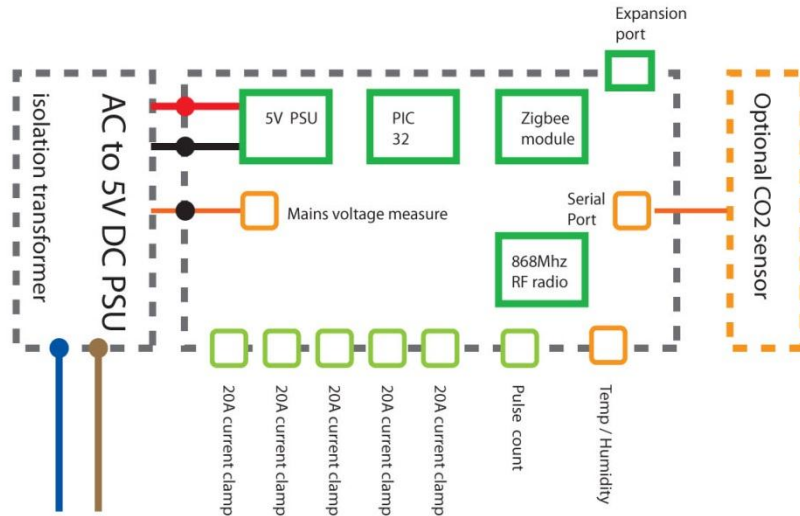 Expansion
port
AC to 5V DC PSU
isolation transformer
5V PSU
PIC
32
Zigbee
module
Optional CO2 sensor
Mains voltage measure
Serial
Port
868Mhz
RF radio
20A current clamp
20A current clamp
20A current clamp
20A current clamp
20A current clamp
Pulse count
Temp / Humidity